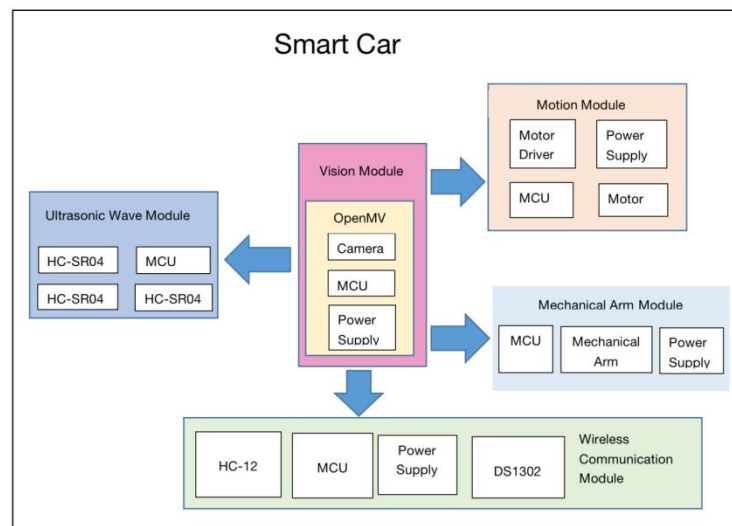 Smart Car
Motion Module
Motor
Driver
Power
Supply
MCU
Motor
Vision Module
OpenMV
Camera
MCU
Power
Supply
Ultrasonic Wave Module
HC-SR04
MCU
HC-SR04
HC-SR04
Mechanical Arm Module
MCU
Mechanical
Arm
Power
Supply
HC-12
MCU
Power
Supply
DS1302
Wireless
Communication
Module